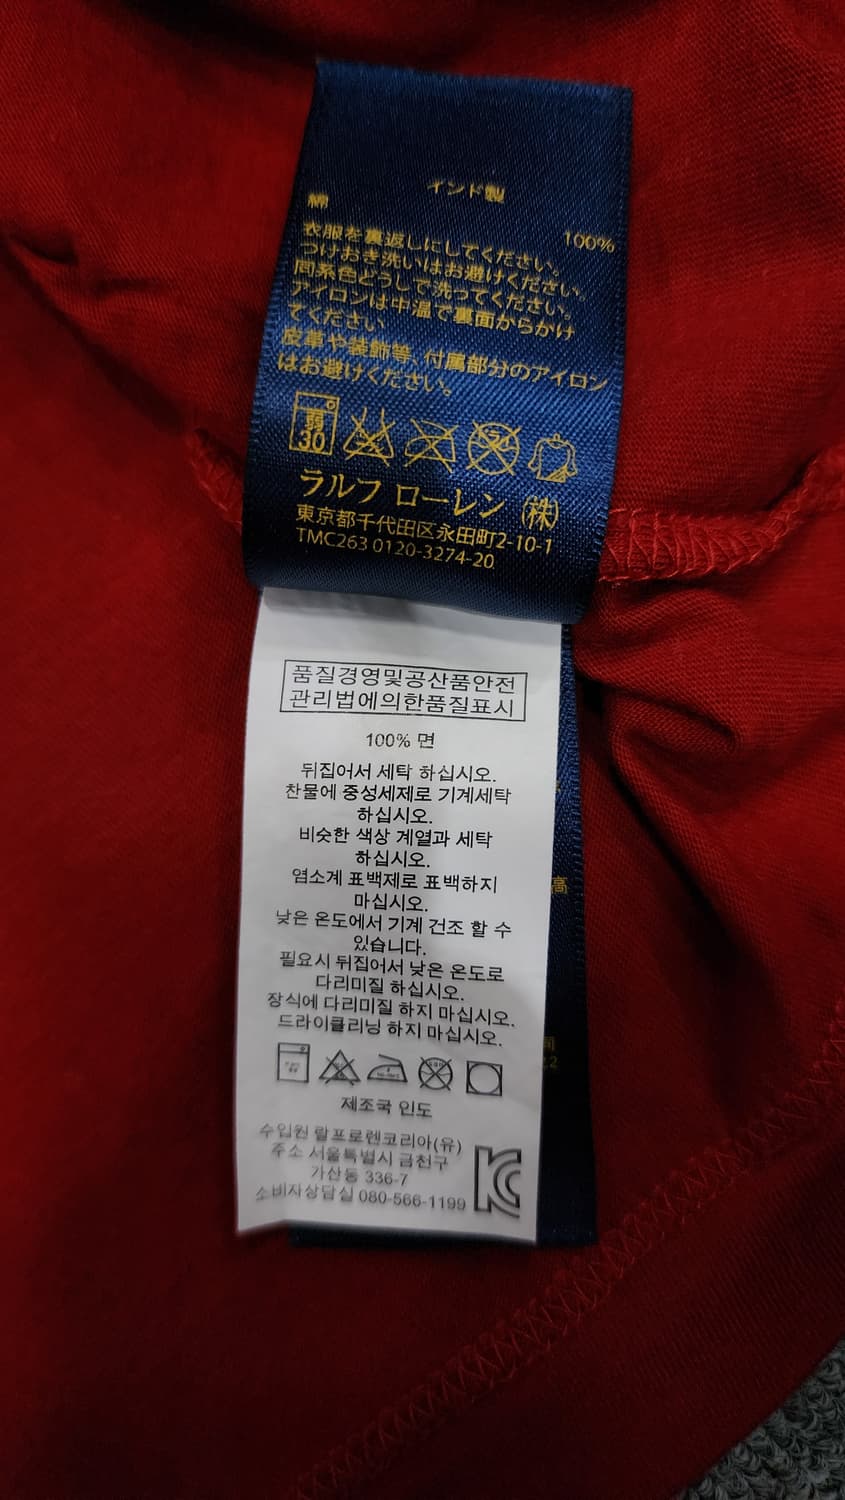 インド製
綿 100%
衣服を裏返しにしてください。
つけおき洗いはお避けください。
同系色どうしで洗ってください。
アイロンは中温で裏面からかけ
てください
皮革や装飾等、付属部分のアイロン
はお避けください。
弱
30
ラルフ ローレン (株)
東京都千代田区永田町2-10-1
TMC263 0120-3274-20
품질경영및공산품안전
관리법에의한품질표시
100% 면
뒤집어서 세탁 하십시오.
찬물에 중성세제로 기계세탁
하십시오.
비슷한 색상 계열과 세탁
하십시오.
염소계 표백제로 표백하지
마십시오.
낮은 온도에서 기계 건조 할 수
있습니다.
필요시 뒤집어서 낮은 온도로
다리미질 하십시오.
장식에 다리미질 하지 마십시오.
드라이클리닝 하지 마십시오.
제조국 인도
수입원 랄프로렌코리아(유)
주소 서울특별시 금천구
가산동 336-7
소비자상담실 080-566-1199
KC
高
司